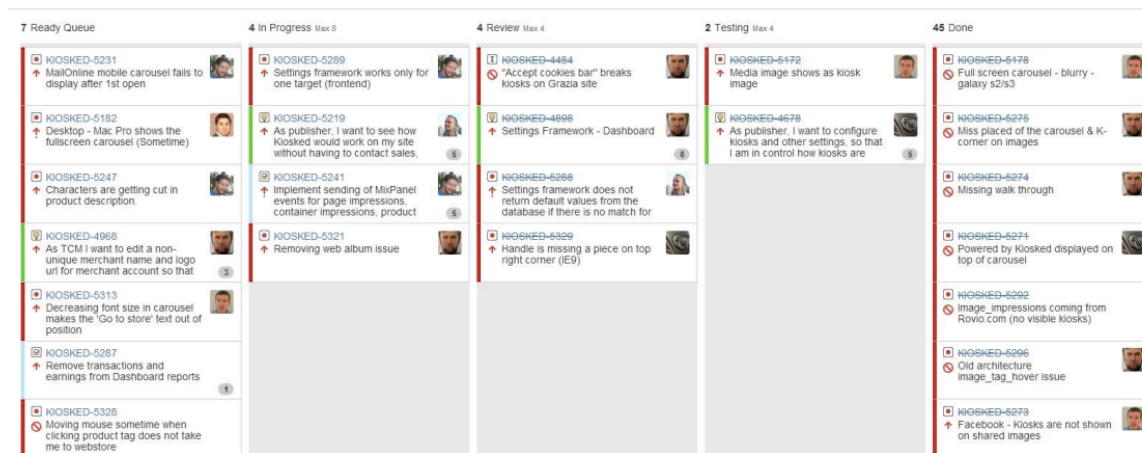 7 Ready Queue
KIOSKED-5231
MailOnline mobile carousel fails to
display after 1st open
KIOSKED-5182
Desktop - Mac Pro shows the
fullscreen carousel (Sometime)
KIOSKED-5247
Characters are getting cut in
product description.
KIOSKED-4968
As TCM I want to edit a non-
unique merchant name and logo
url for merchant account so that
3
KIOSKED-5313
Decreasing font size in carousel
makes the 'Go to store' text out of
position
KIOSKED-5287
Remove transactions and
earnings from Dashboard reports
1
KIOSKED-5328
Moving mouse sometime when
clicking product tag does not take
me to webstore
4 In Progress Max 8
KIOSKED-5289
Settings framework works only for
one target (frontend)
KIOSKED-5219
As publisher, I want to see how
Kiosked would work on my site
without having to contact sales,
5
KIOSKED-5241
Implement sending of MixPanel
events for page impressions,
container impressions, product
5
KIOSKED-5321
Removing web album issue
4 Review Max 4
KIOSKED-4484
"Accept cookies bar" breaks
kiosks on Grazia site
KIOSKED-4898
Settings Framework - Dashboard
8
KIOSKED-5288
Settings framework does not
return default values from the
database if there is no match for
KIOSKED-5329
Handle is missing a piece on top
right corner (IE9)
2 Testing Max 4
KIOSKED-5172
Media image shows as kiosk
image
KIOSKED-4678
As publisher, I want to configure
kiosks and other settings, so that
I am in control how kiosks are
5
45 Done
KIOSKED-5178
Full screen carousel - blurry -
galaxy s2/s3
KIOSKED-5275
Miss placed of the carousel & K-
corner on images
KIOSKED-5274
Missing walk through
KIOSKED-5271
Powered by Kiosked displayed on
top of carousel
KIOSKED-5292
Image_impressions coming from
Rovio.com (no visible kiosks)
KIOSKED-5296
Old architecture
image_tag_hover issue
KIOSKED-5273
Facebook - Kiosks are not shown
on shared images